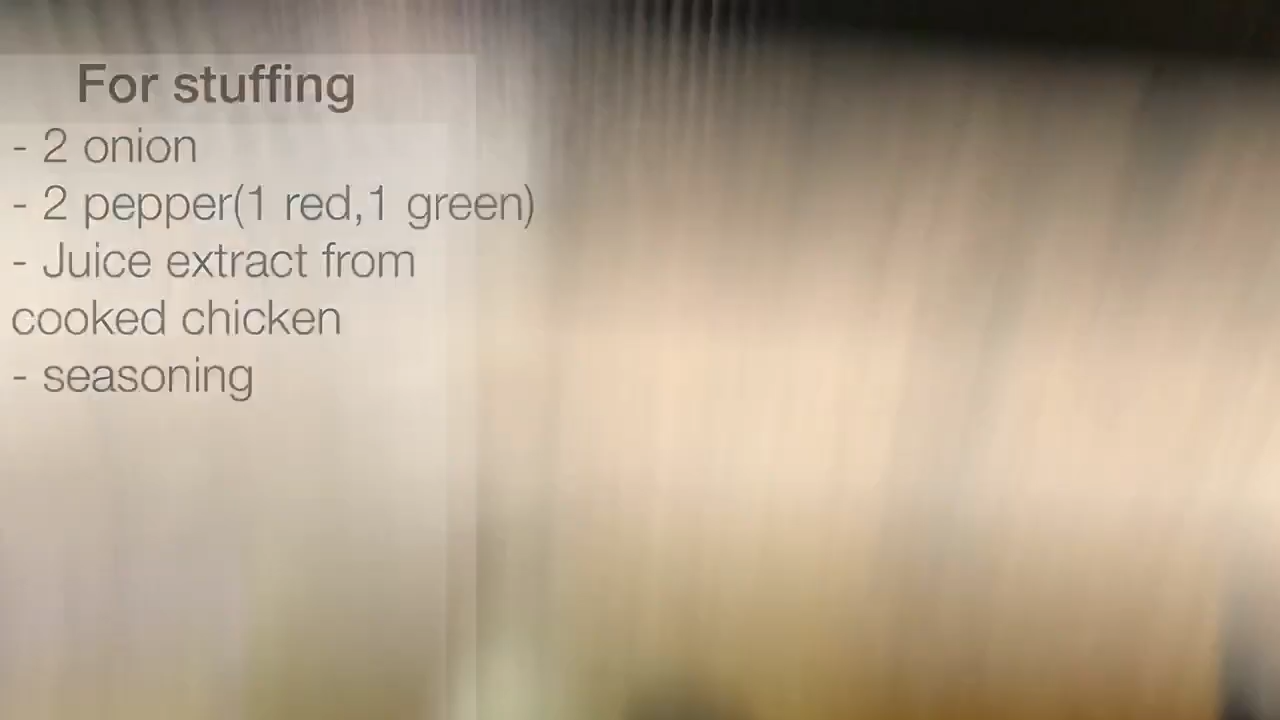 For stuffing
- 2 onion
- 2 pepper(1 red,1 green)
- Juice extract from
cooked chicken
- seasoning